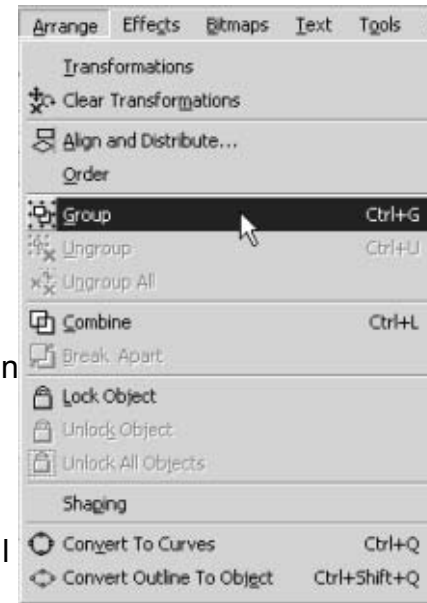 Arrange Effects Bitmaps Text Tools
Transformations
Clear Transformations
Align and Distribute...
Order
Group Ctrl+G
Ungroup Ctrl+U
Ungroup All
Combine Ctrl+L
n
Break Apart
Lock Object
Unlock Object
Unlock All Objects
Shaping
l
Convert To Curves Ctrl+Q
Convert Outline To Object Ctrl+Shift+Q